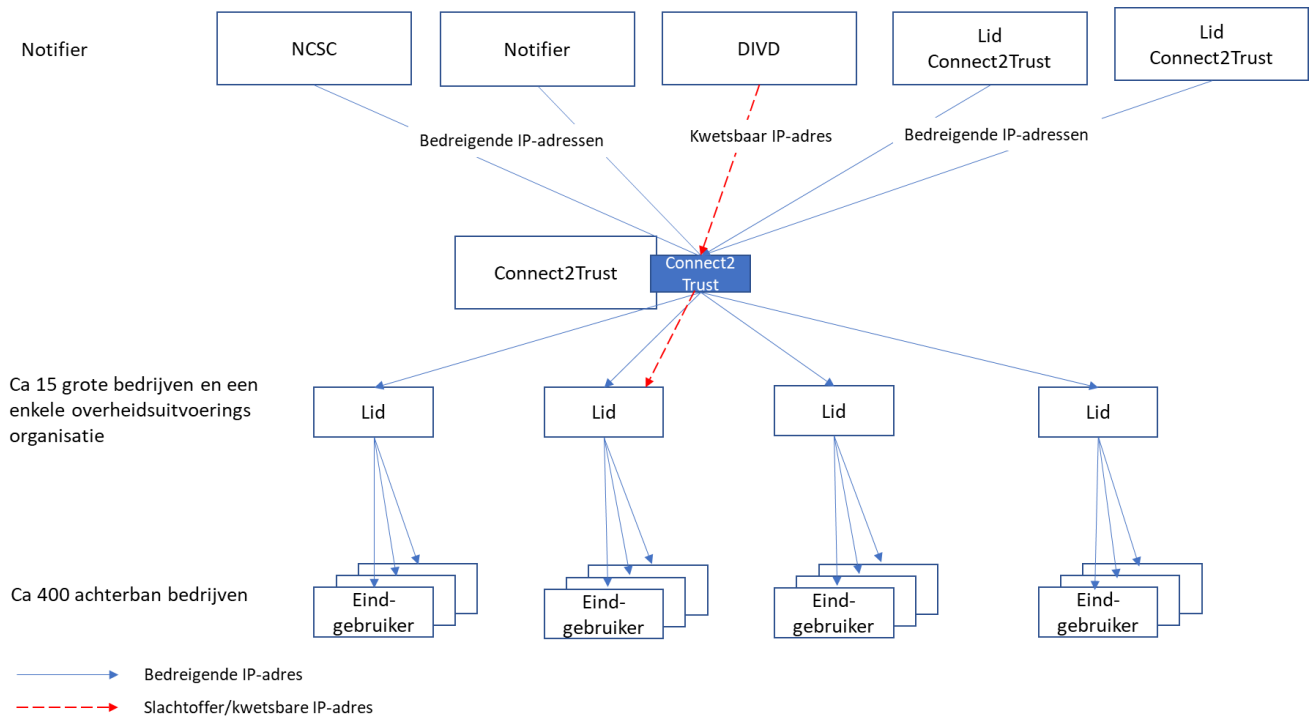 Notifier
NCSC
Notifier
DIVD
Lid
Connect2Trust
Lid
Connect2Trust
Bedreigende IP-adressen
Kwetsbaar IP-adres
Bedreigende IP-adressen
Connect2Trust
Connect2
Trust
Ca 15 grote bedrijven en een
enkele overheidsuitvoerings
organisatie
Lid
Lid
Lid
Lid
Ca 400 achterban bedrijven
Eind-
gebruiker
Eind-
gebruiker
Eind-
gebruiker
Eind-
gebruiker
Bedreigende IP-adres
Slachtoffer/kwetsbare IP-adres